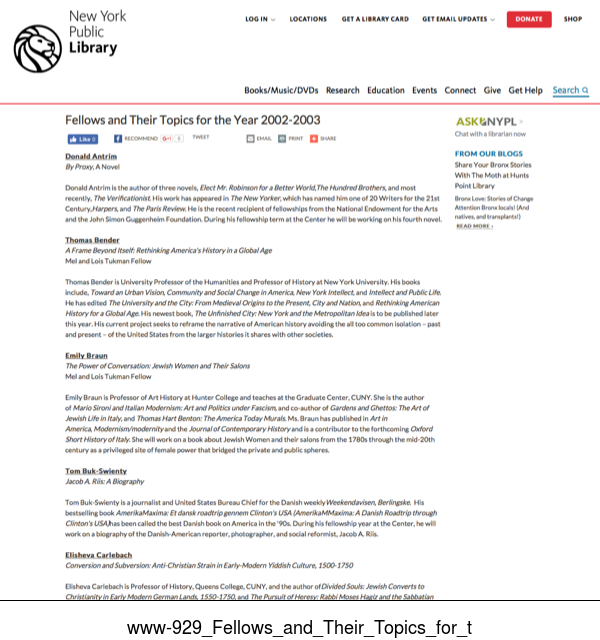 New York
Public
Library
LOG IN
LOCATIONS
GET A LIBRARY CARD
GET EMAIL UPDATES
DONATE
SHOP
Books/Music/DVDs Research Education Events Connect Give Get Help Search
Fellows and Their Topics for the Year 2002-2003
Like 0
RECOMMEND
TWEET
EMAIL
PRINT
SHARE
Donald Antrim
By Proxy, A Novel
Donald Antrim is the author of three novels, Elect Mr. Robinson for a Better World, The Hundred Brothers, and most
recently, The Verificationist. His work has appeared in The New Yorker, which has named him one of 20 Writers for the 21st
Century, Harpers, and The Paris Review. He is the recent recipient of fellowships from the National Endowment for the Arts
and the John Simon Guggenheim Foundation. During his fellowship term at the Center he will be working on his fourth novel.
Thomas Bender
A Frame Beyond Itself: Rethinking America's History in a Global Age
Mel and Lois Tukman Fellow
Thomas Bender is University Professor of the Humanities and Professor of History at New York University. His books
include, Toward an Urban Vision, Community and Social Change in America, New York Intellect, and Intellect and Public Life.
He has edited The University and the City: From Medieval Origins to the Present, City and Nation, and Rethinking American
History for a Global Age. His newest book, The Unfinished City: New York and the Metropolitan Idea is to be published later
this year. His current project seeks to reframe the narrative of American history avoiding the all too common isolation – past
and present – of the United States from the larger histories it shares with other societies.
Emily Braun
The Power of Conversation: Jewish Women and Their Salons
Mel and Lois Tukman Fellow
Emily Braun is Professor of Art History at Hunter College and teaches at the Graduate Center, CUNY. She is the author
of Mario Sironi and Italian Modernism: Art and Politics under Fascism, and co-author of Gardens and Ghettos: The Art of
Jewish Life in Italy, and Thomas Hart Benton: The America Today Murals. Ms. Braun has published in Art in
America, Modernism/modernity and the Journal of Contemporary History and is a contributor to the forthcoming Oxford
Short History of Italy. She will work on a book about Jewish Women and their salons from the 1780s through the mid-20th
century as a privileged site of female power that bridged the private and public spheres.
Tom Buk-Swienty
Jacob A. Riis: A Biography
Tom Buk-Swienty is a journalist and United States Bureau Chief for the Danish weekly Weekendavisen, Berlingske. His
bestselling book AmerikaMaxima: Et dansk roadtrip gennem Clinton's USA (AmerikaMMaxima: A Danish Roadtrip through
Clinton's USA)has been called the best Danish book on America in the '90s. During his fellowship year at the Center, he will
work on a biography of the Danish-American reporter, photographer, and social reformist, Jacob A. Riis.
Elisheva Carlebach
Conversion and Subversion: Anti-Christian Strain in Early-Modern Yiddish Culture, 1500-1750
Elisheva Carlebach is Professor of History, Queens College, CUNY, and the author of Divided Souls: Jewish Converts to
Christianity in Early Modern German Lands, 1550-1750, and The Pursuit of Heresy: Rabbi Moses Hagiz and the Sabbatian
ASK NYPL
Chat with a librarian now
FROM OUR BLOGS
Share Your Bronx Stories
With The Moth at Hunts
Point Library
Bronx Love: Stories of Change
Attention Bronx locals! (And
natives, and transplants!)
READ MORE ›
www-929_Fellows_and_Their_Topics_for_t